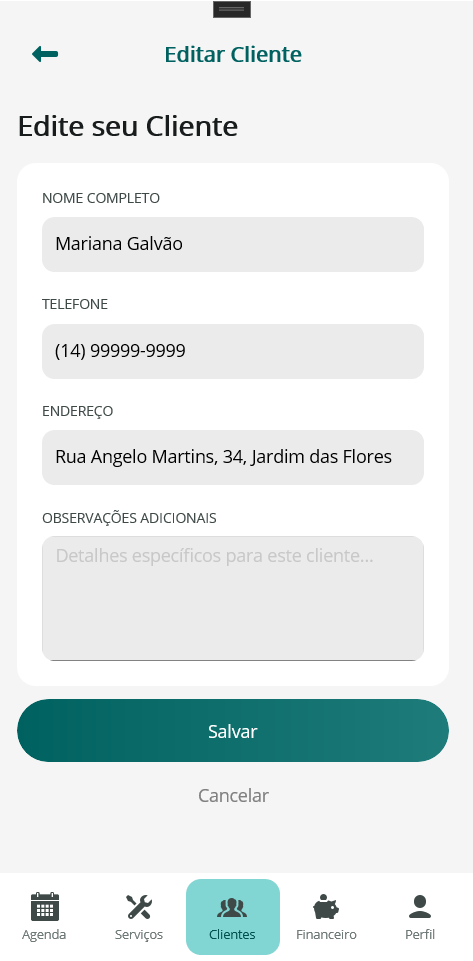 Editar Cliente
Edite seu Cliente
NOME COMPLETO
Mariana Galvão
TELEFONE
(14) 99999-9999
ENDEREÇO
Rua Angelo Martins, 34, Jardim das Flores
OBSERVAÇÕES ADICIONAIS
Detalhes específicos para este cliente...
Salvar
Cancelar
Agenda
Serviços
Clientes
Financeiro
Perfil